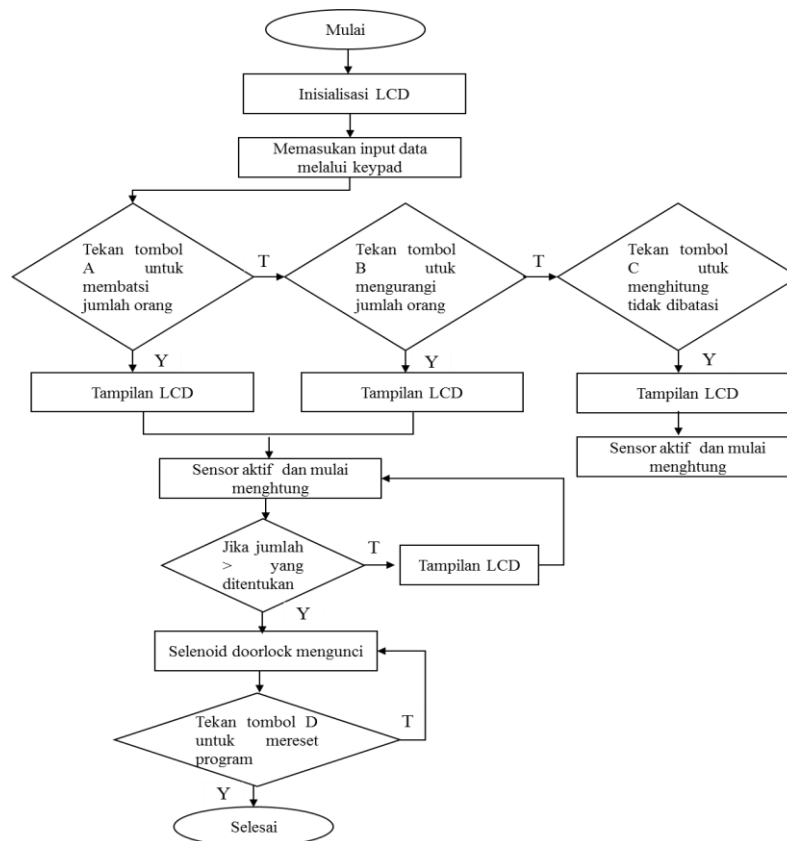 Mulai
Inisialisasi LCD
Memasukan input data
melalui keypad
Tekan tombol
A untuk
membatsi
jumlah orang
T
Tekan tombol
B utuk
mengurangi
jumlah orang
T
Tekan tombol
C utuk
menghitung
tidak dibatasi
Y
Y
Y
Tampilan LCD
Tampilan LCD
Tampilan LCD
Sensor aktif dan mulai
menghtung
Sensor aktif dan mulai
menghtung
Jika jumlah
> yang
ditentukan
T
Tampilan LCD
Y
Selenoid doorlock mengunci
Tekan tombol D
untuk mereset
program
T
Y
Selesai